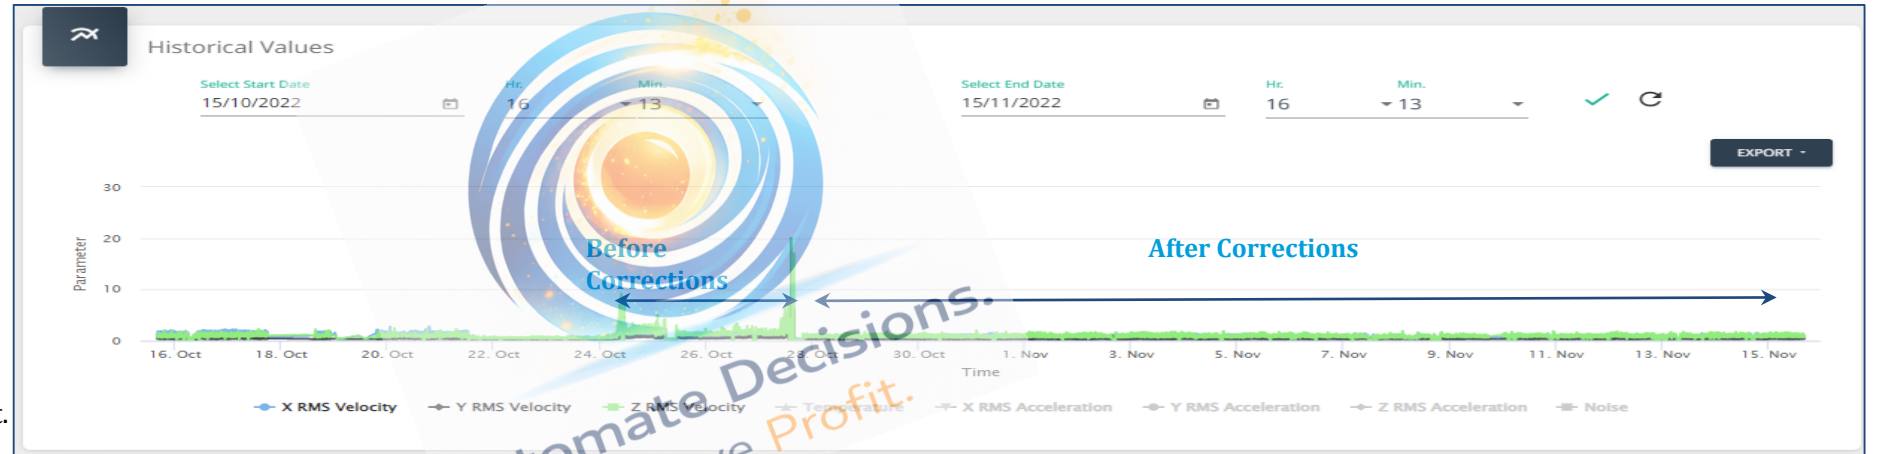 Historical Values
Select Start Date Hr. Min. Select End Date Hr. Min.
15/10/2022 16 13 15/11/2022 16 13
EXPORT
30
20
10
0
Parameter
Before
Corrections
After Corrections
16. Oct 18. Oct 20. Oct 22. Oct 24. Oct 26. Oct 28. Oct 30. Oct 1. Nov 3. Nov 5. Nov 7. Nov 9. Nov 11. Nov 13. Nov 15. Nov
Time
X RMS Velocity Y RMS Velocity Z RMS Velocity Temperature X RMS Acceleration Y RMS Acceleration Z RMS Acceleration Noise
Decisions.
Profit.